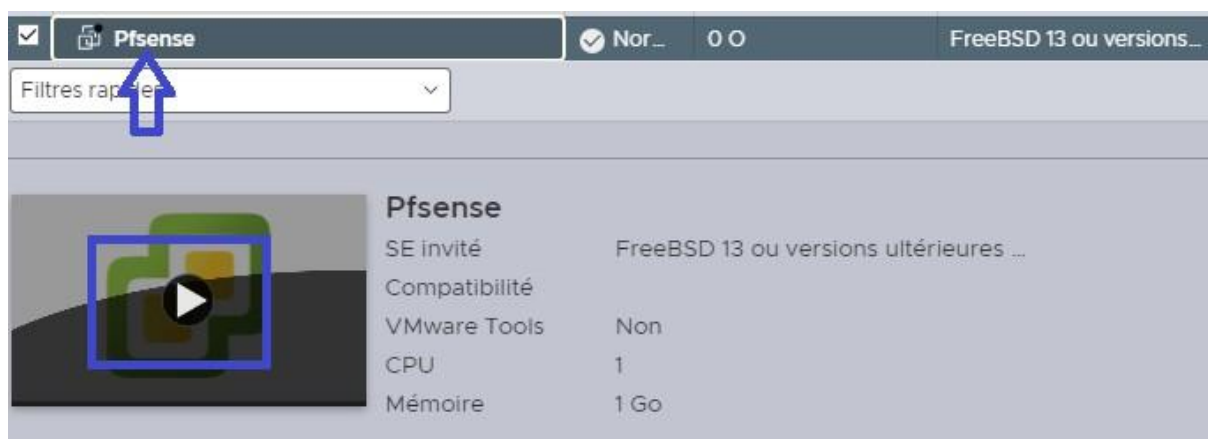 Pfsense Nor... 0 O FreeBSD 13 ou versions...
Filtres
Pfsense
SE invité FreeBSD 13 ou versions ultérieures ...
Compatibilité
VMware Tools Non
CPU 1
Mémoire 1 Go